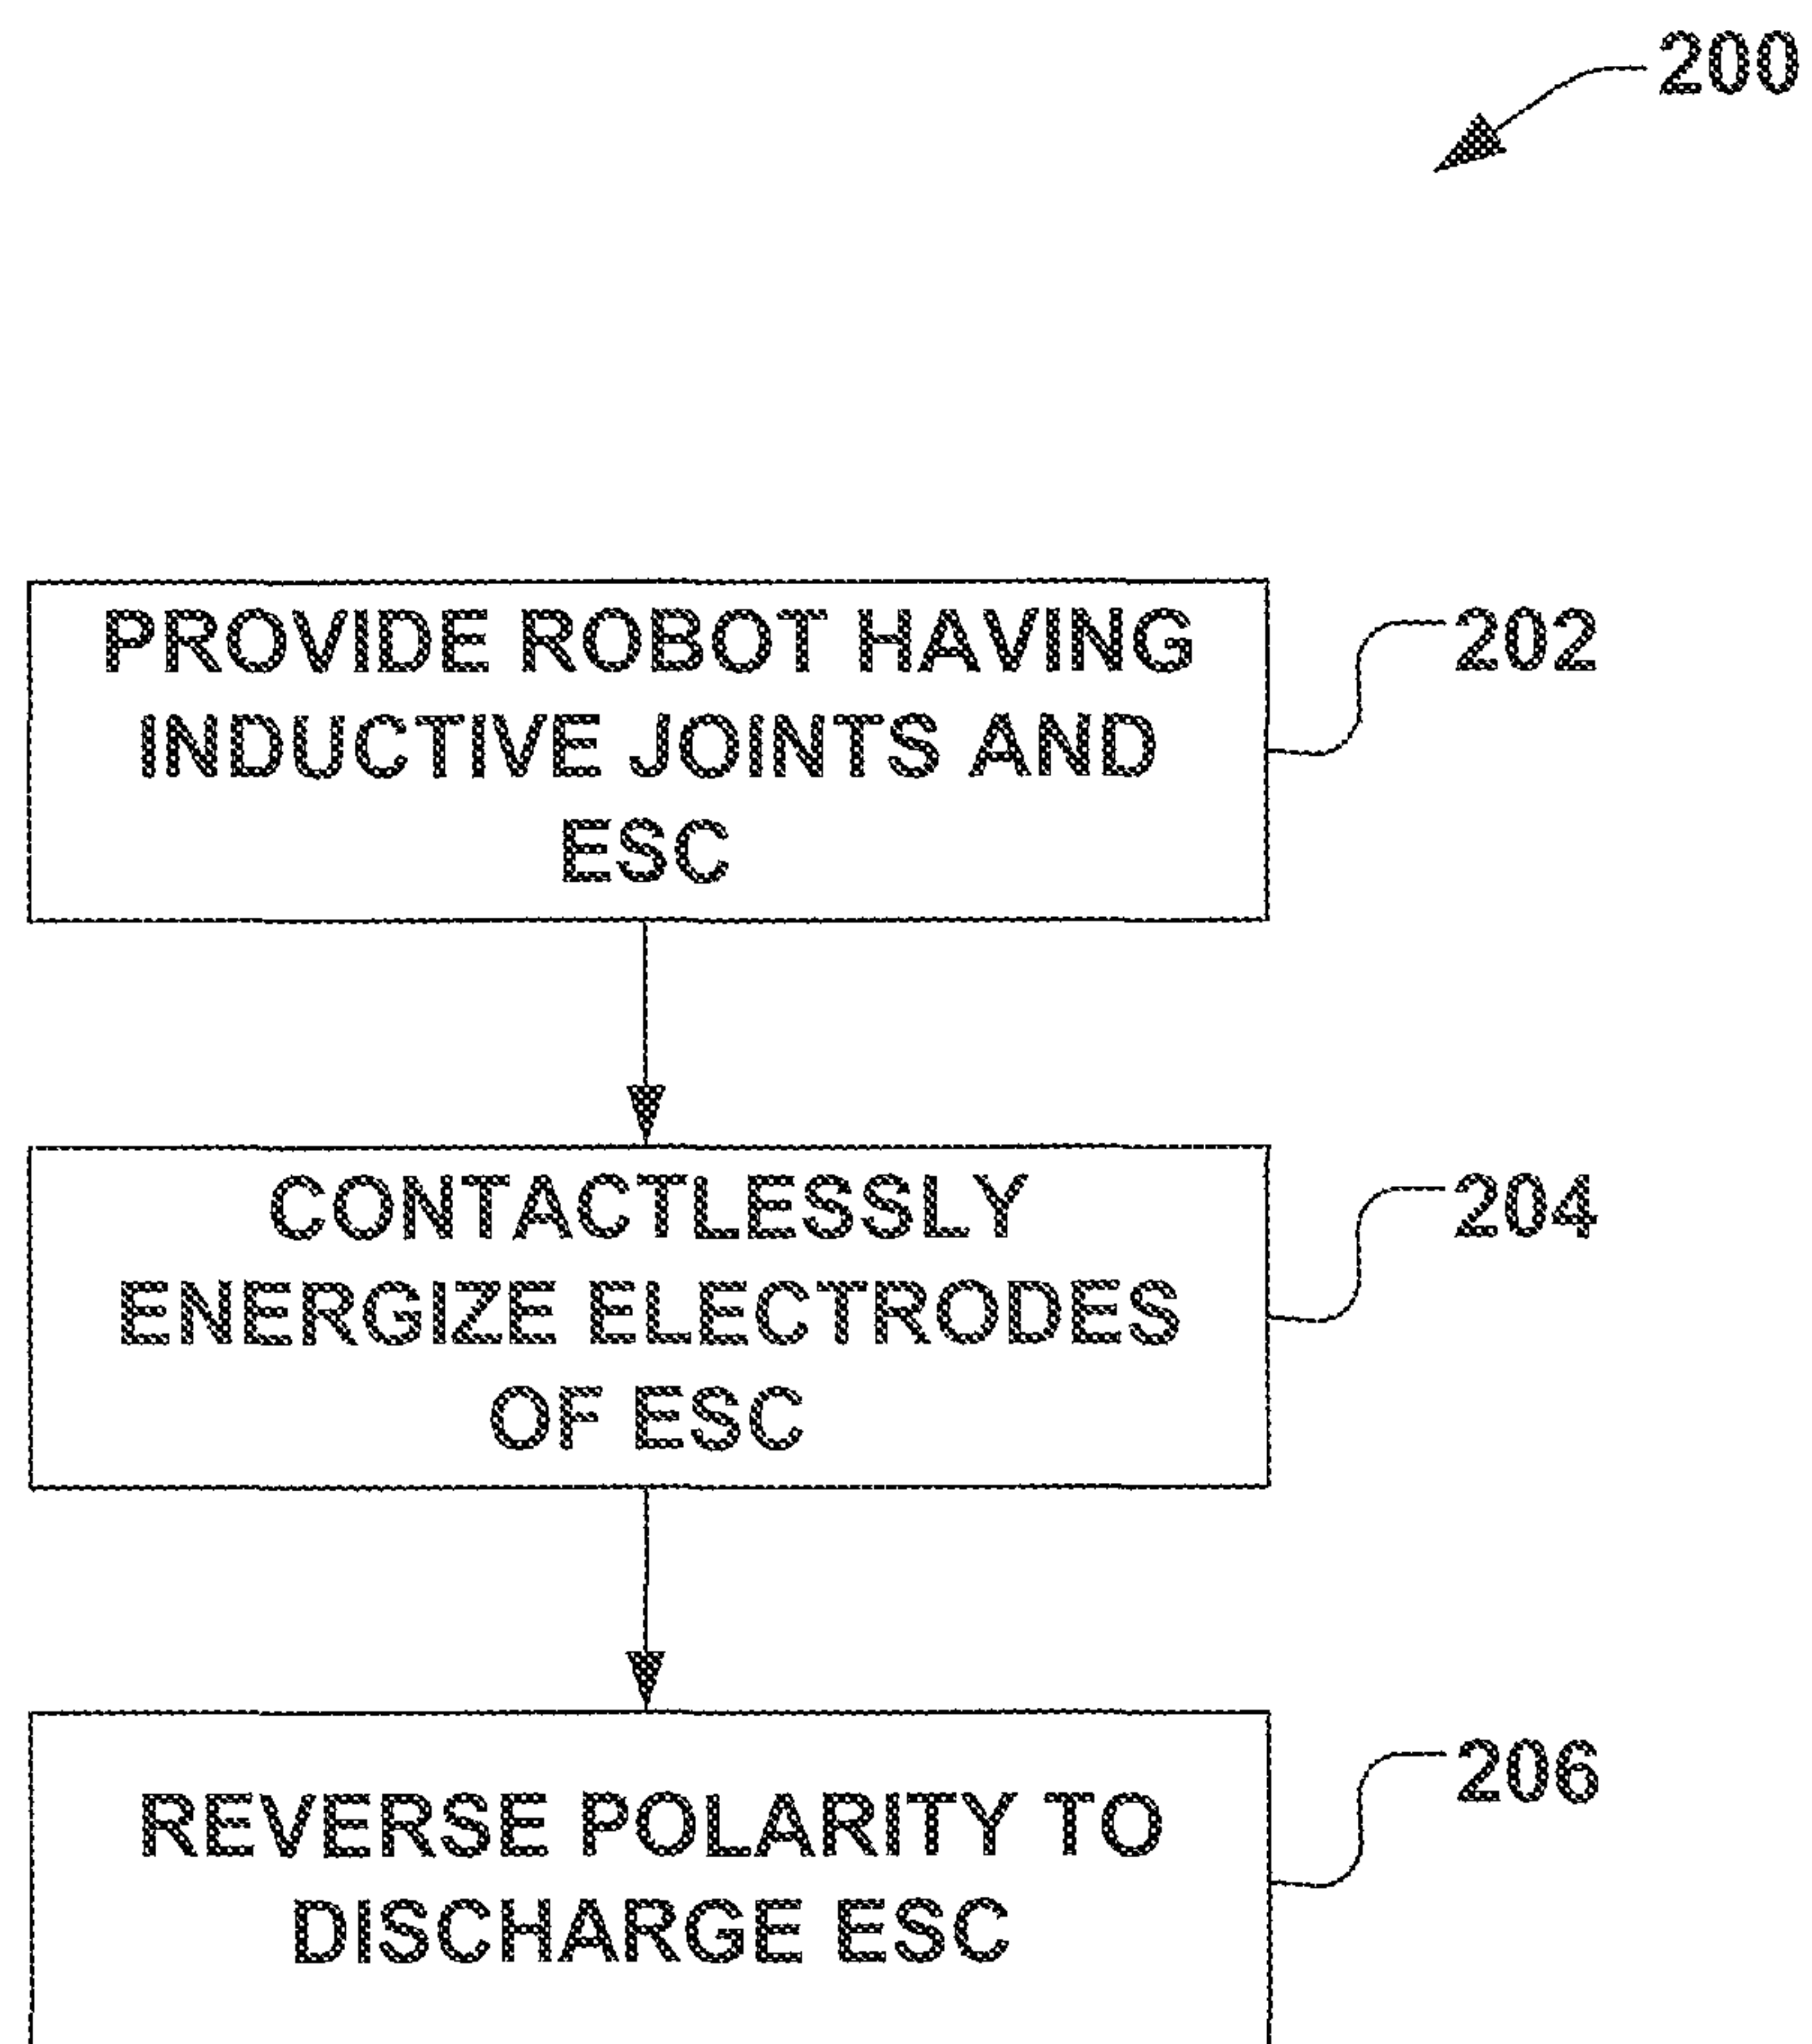 200
PROVIDE ROBOT HAVING
INDUCTIVE JOINTS AND
ESC
202
CONTACTLESSLY
ENERGIZE ELECTRODES
OF ESC
204
REVERSE POLARITY TO
DISCHARGE ESC
206